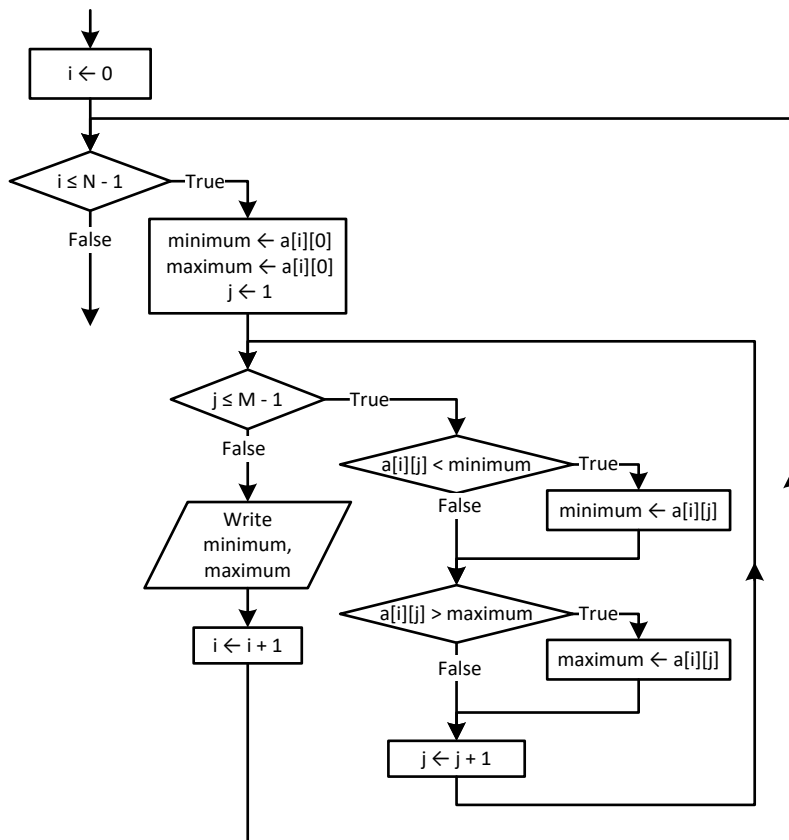 i ← 0
i ≤ N - 1
True
False
minimum ← a[i][0]
maximum ← a[i][0]
j ← 1
j ≤ M - 1
True
False
a[i][j] < minimum
True
False
minimum ← a[i][j]
Write
minimum,
maximum
a[i][j] > maximum
True
False
maximum ← a[i][j]
i ← i + 1
j ← j + 1